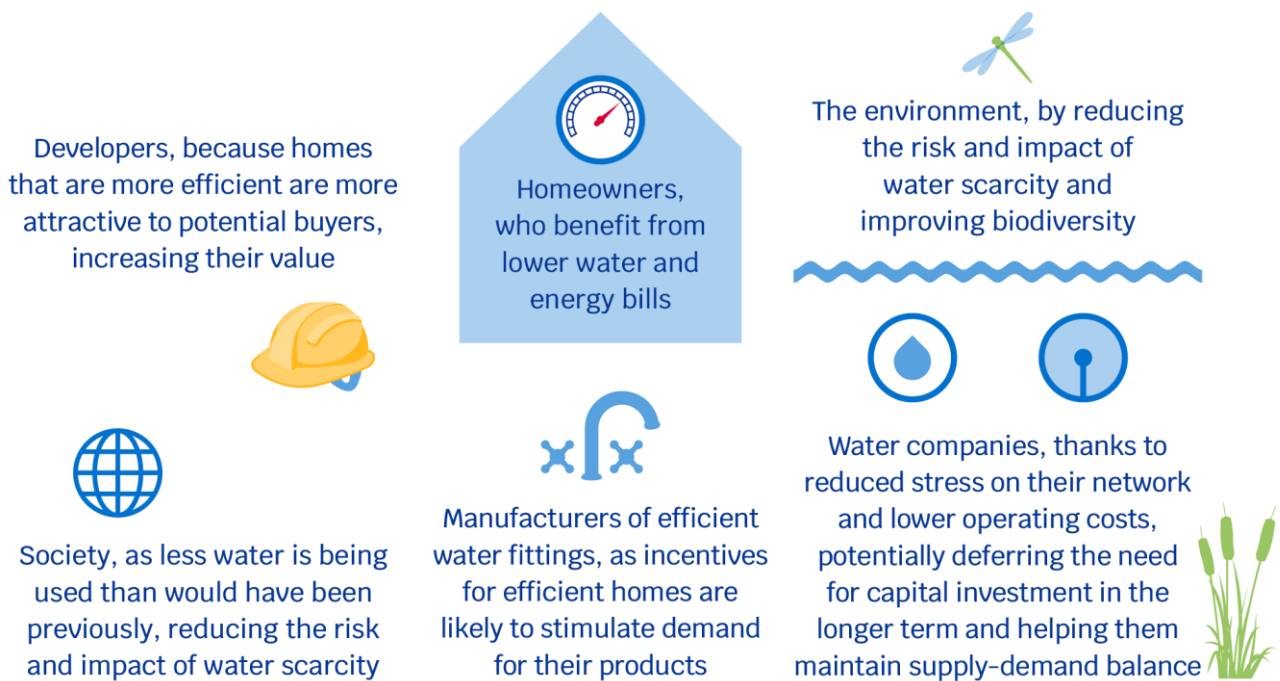 Developers, because homes
that are more efficient are more
attractive to potential buyers,
increasing their value
Homeowners,
who benefit from
lower water and
energy bills
The environment, by reducing
the risk and impact of
water scarcity and
improving biodiversity
Society, as less water is being
used than would have been
previously, reducing the risk
and impact of water scarcity
Manufacturers of efficient
water fittings, as incentives
for efficient homes are
likely to stimulate demand
for their products
Water companies, thanks to
reduced stress on their network
and lower operating costs,
potentially deferring the need
for capital investment in the
longer term and helping them
maintain supply-demand balance